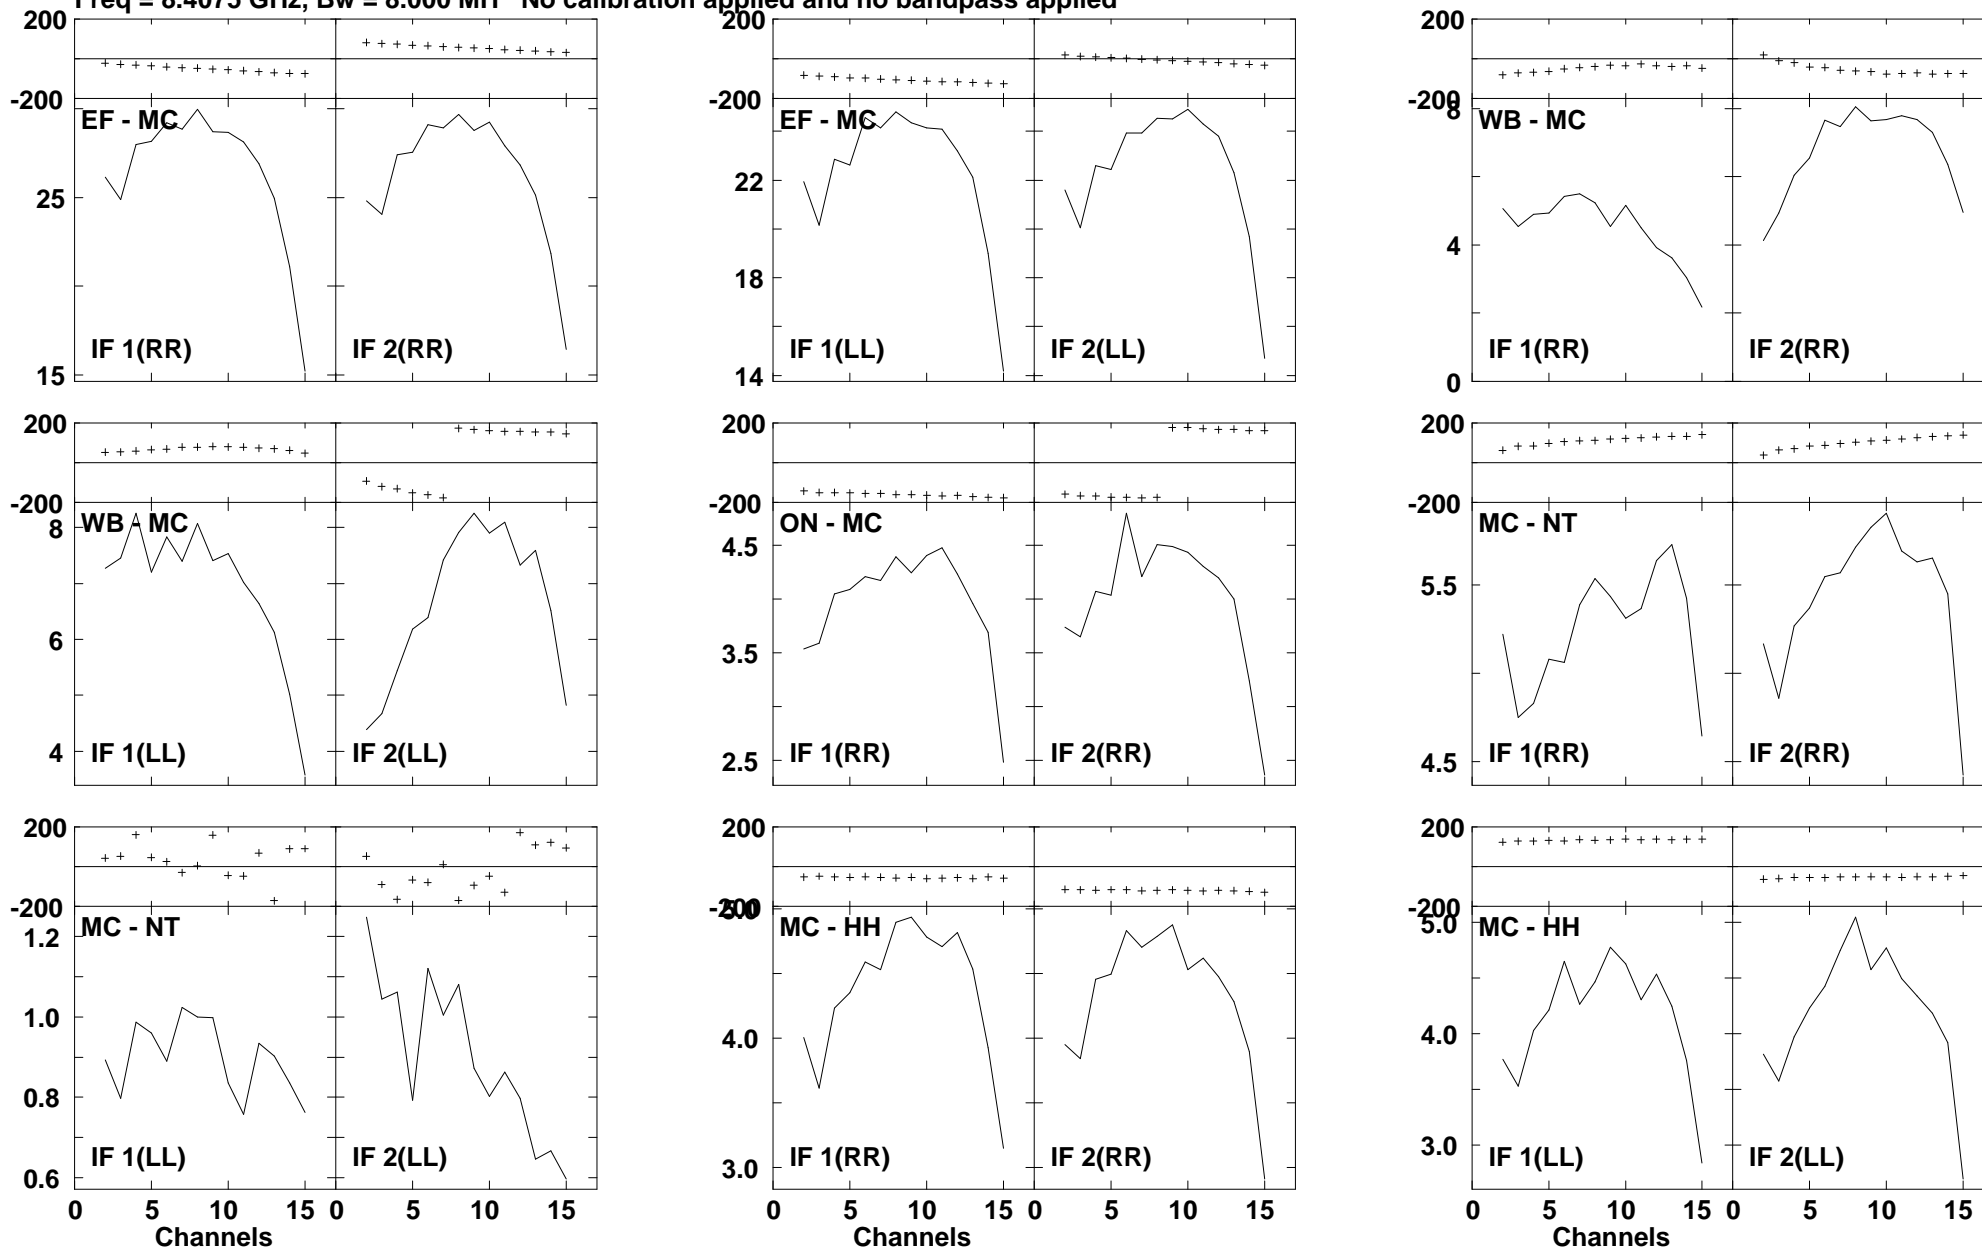 Freq = 8.4075 GHz, Bw = 8.000 MH No calibration applied and no bandpass applied
200
-200
EF - MC
25
15
IF 1(RR)
IF 2(RR)
-200
EF - MC
22
18
14
IF 1(LL)
IF 2(LL)
200
-200
8
WB - MC
4
0
IF 1(RR)
IF 2(RR)
200
-200
WB - MC
8
6
4
IF 1(LL)
IF 2(LL)
200
-200
ON - MC
4.5
3.5
2.5
IF 1(RR)
IF 2(RR)
200
-200
MC - NT
5.5
4.5
IF 1(RR)
IF 2(RR)
200
-200
MC - NT
1.2
1.0
0.8
0.6
IF 1(LL)
IF 2(LL)
0 5 10 15 0 5 10 15
Channels
200
-200
5.0
MC - HH
4.0
3.0
IF 1(RR)
IF 2(RR)
0 5 10 15 0 5 10 15
Channels
200
-200
5.0
MC - HH
4.0
3.0
IF 1(LL)
IF 2(LL)
0 5 10 15 0 5 10 15
Channels